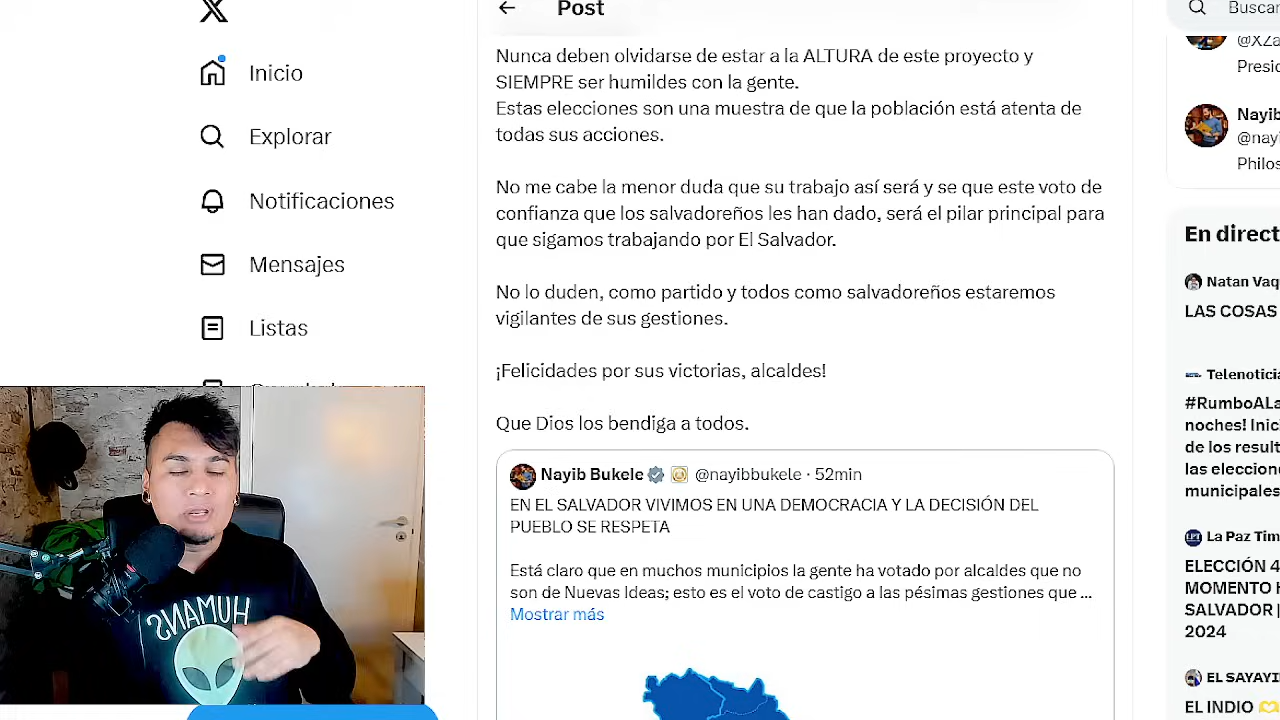 Post
Nunca deben olvidarse de estar a la ALTURA de este proyecto y
SIEMPRE ser humildes con la gente.
Estas elecciones son una muestra de que la población está atenta de
todas sus acciones.
No me cabe la menor duda que su trabajo así será y se que este voto de
confianza que los salvadoreños les han dado, será el pilar principal para
que sigamos trabajando por El Salvador.
No lo duden, como partido y todos como salvadoreños estaremos
vigilantes de sus gestiones.
¡Felicidades por sus victorias, alcaldes!
Que Dios los bendiga a todos.
Nayib Bukele @nayibbukele · 52min
EN EL SALVADOR VIVIMOS EN UNA DEMOCRACIA Y LA DECISIÓN DEL
PUEBLO SE RESPETA
Está claro que en muchos municipios la gente ha votado por alcaldes que no
son de Nuevas Ideas; esto es el voto de castigo a las pésimas gestiones que ...
Mostrar más
Inicio
Explorar
Notificaciones
Mensajes
Listas
HUMANS
Buscar
@XZa
Presid
Nayib
@nayi
Philos
En direct
Natan Vaq
LAS COSAS
Telenoticia
#RumboALa
noches! Inic
de los result
las eleccione
municipales
La Paz Tim
ELECCIÓN 4
MOMENTO H
SALVADOR |
2024
EL SAYAYI
EL INDIO